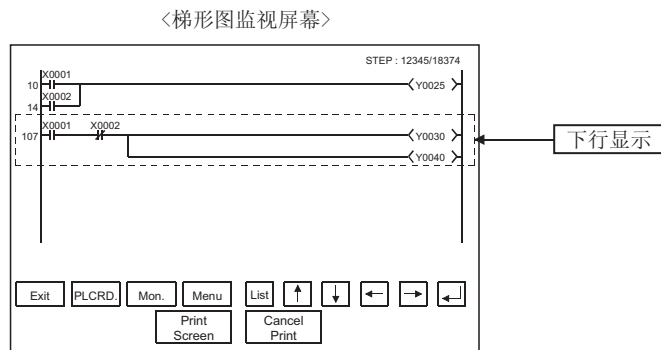 <梯形图监视屏幕>
STEP : 12345/18374
X0001
10
Y0025
X0002
14
X0001 X0002
107
Y0030
下行显示
Y0040
Exit PLCRD. Mon. Menu List ↑ ↓ ← → ↵
Print Screen
Cancel Print